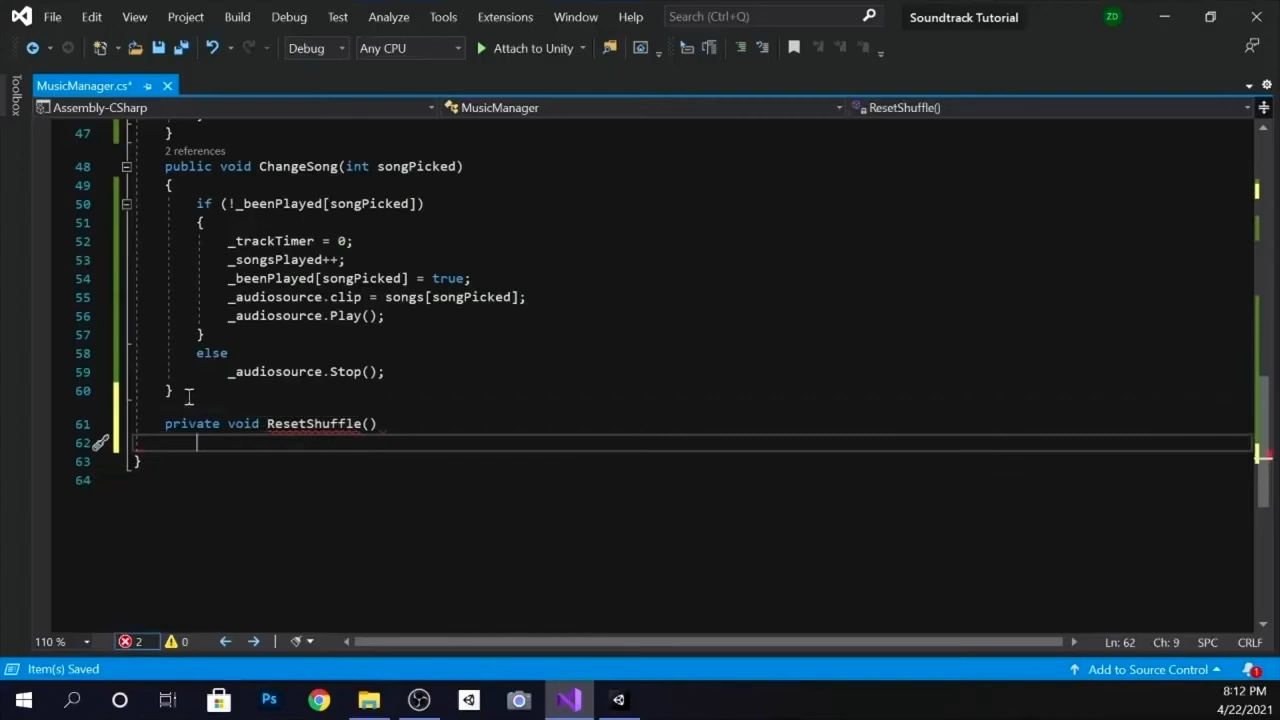 File Edit View Project Build Debug Test Analyze Tools Extensions Window Help Search (Ctrl+Q) Soundtrack Tutorial ZD
Debug Any CPU Attach to Unity
Toolbox
MusicManager.cs*
Assembly-CSharp MusicManager ResetShuffle()
47 }
2 references
48 public void ChangeSong(int songPicked)
49 {
50 if (!_beenPlayed[songPicked])
51 {
52 _trackTimer = 0;
53 _songsPlayed++;
54 _beenPlayed[songPicked] = true;
55 _audiosource.clip = songs[songPicked];
56 _audiosource.Play();
57 }
58 else
59 _audiosource.Stop();
60 }
61 private void ResetShuffle()
62
63 }
64
110 % 2 0 Ln: 62 Ch: 9 SPC CRLF
Item(s) Saved Add to Source Control 1
Ps
8:12 PM
4/22/2021